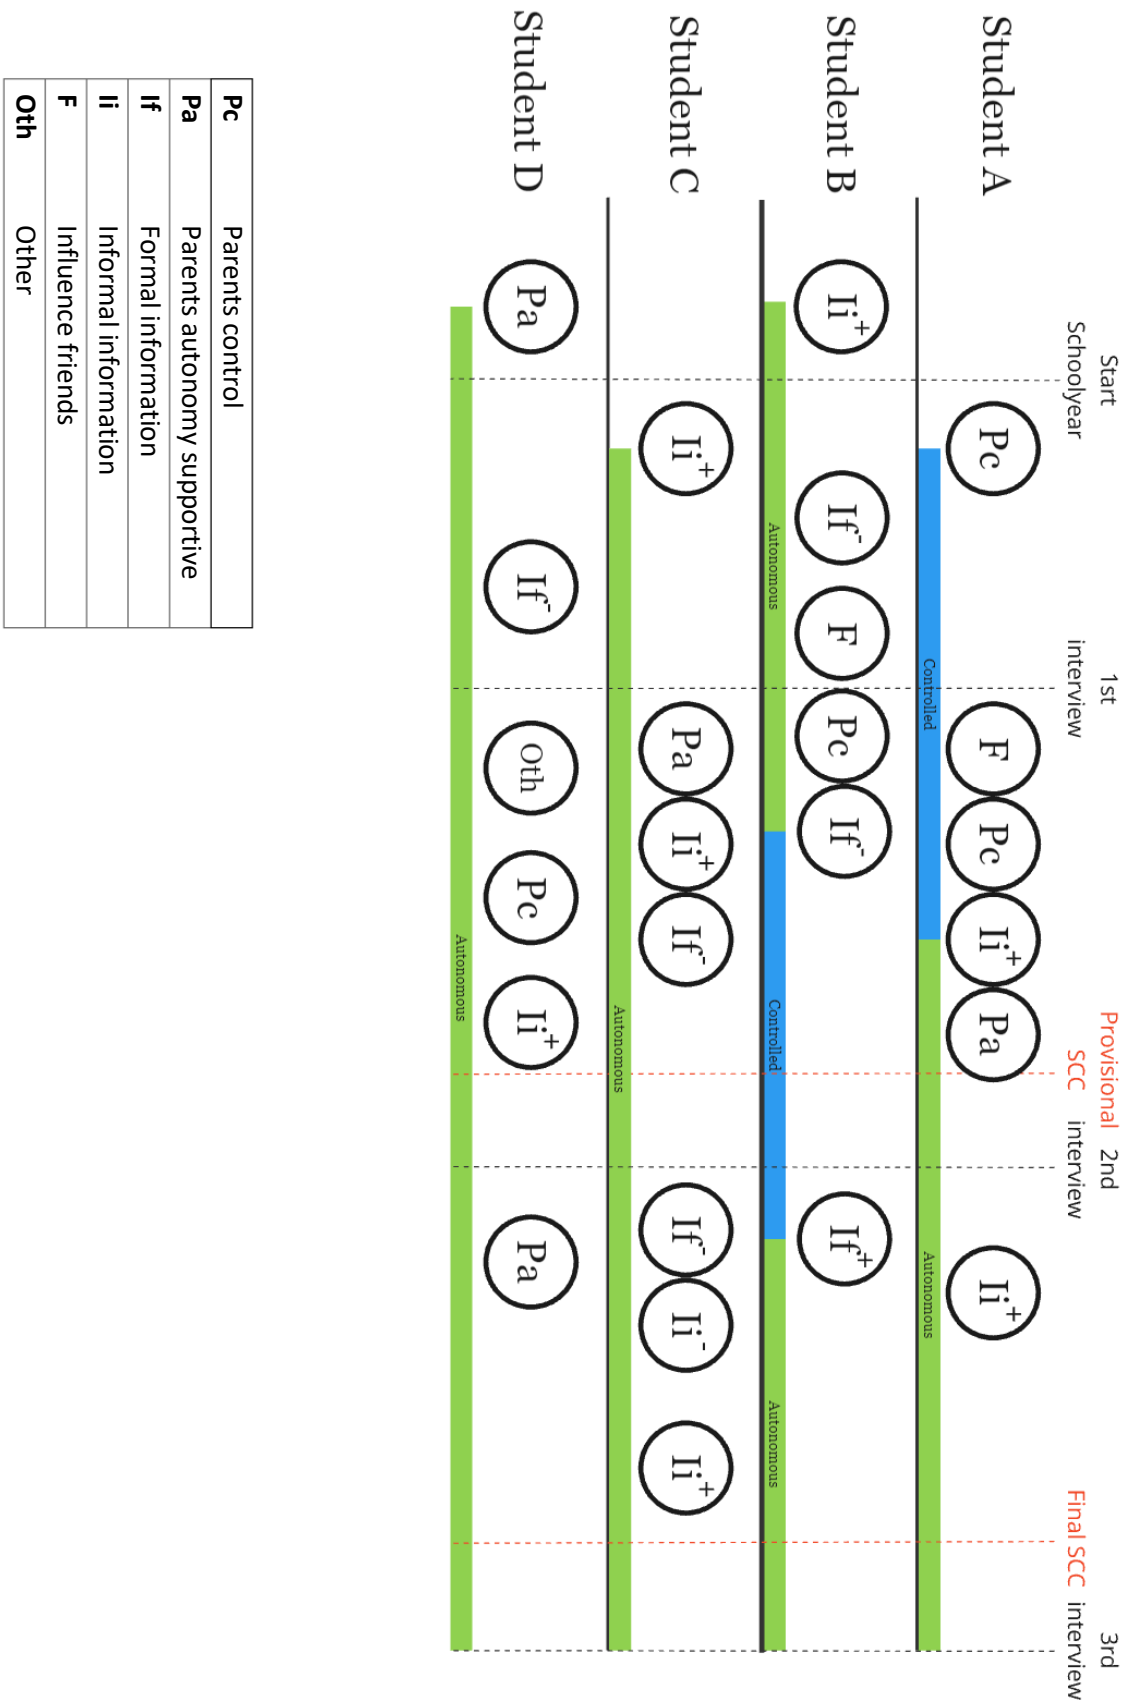 Start
Schoolyear
1st
interview
Provisional
SCC
2nd
interview
Final SCC
3rd
interview
Student A
Pc
F
Pc
Ii+
Pa
Ii+
Controlled
Autonomous
Student B
Ii+
If-
F
Pc
If-
If+
Autonomous
Controlled
Autonomous
Student C
Ii+
Pa
Ii+
If-
If-
Ii-
Ii+
Autonomous
Student D
Pa
If-
Oth
Pc
Ii+
Pa
Autonomous
Pc Parents control
Pa Parents autonomy supportive
If Formal information
Ii Informal information
F Influence friends
Oth Other